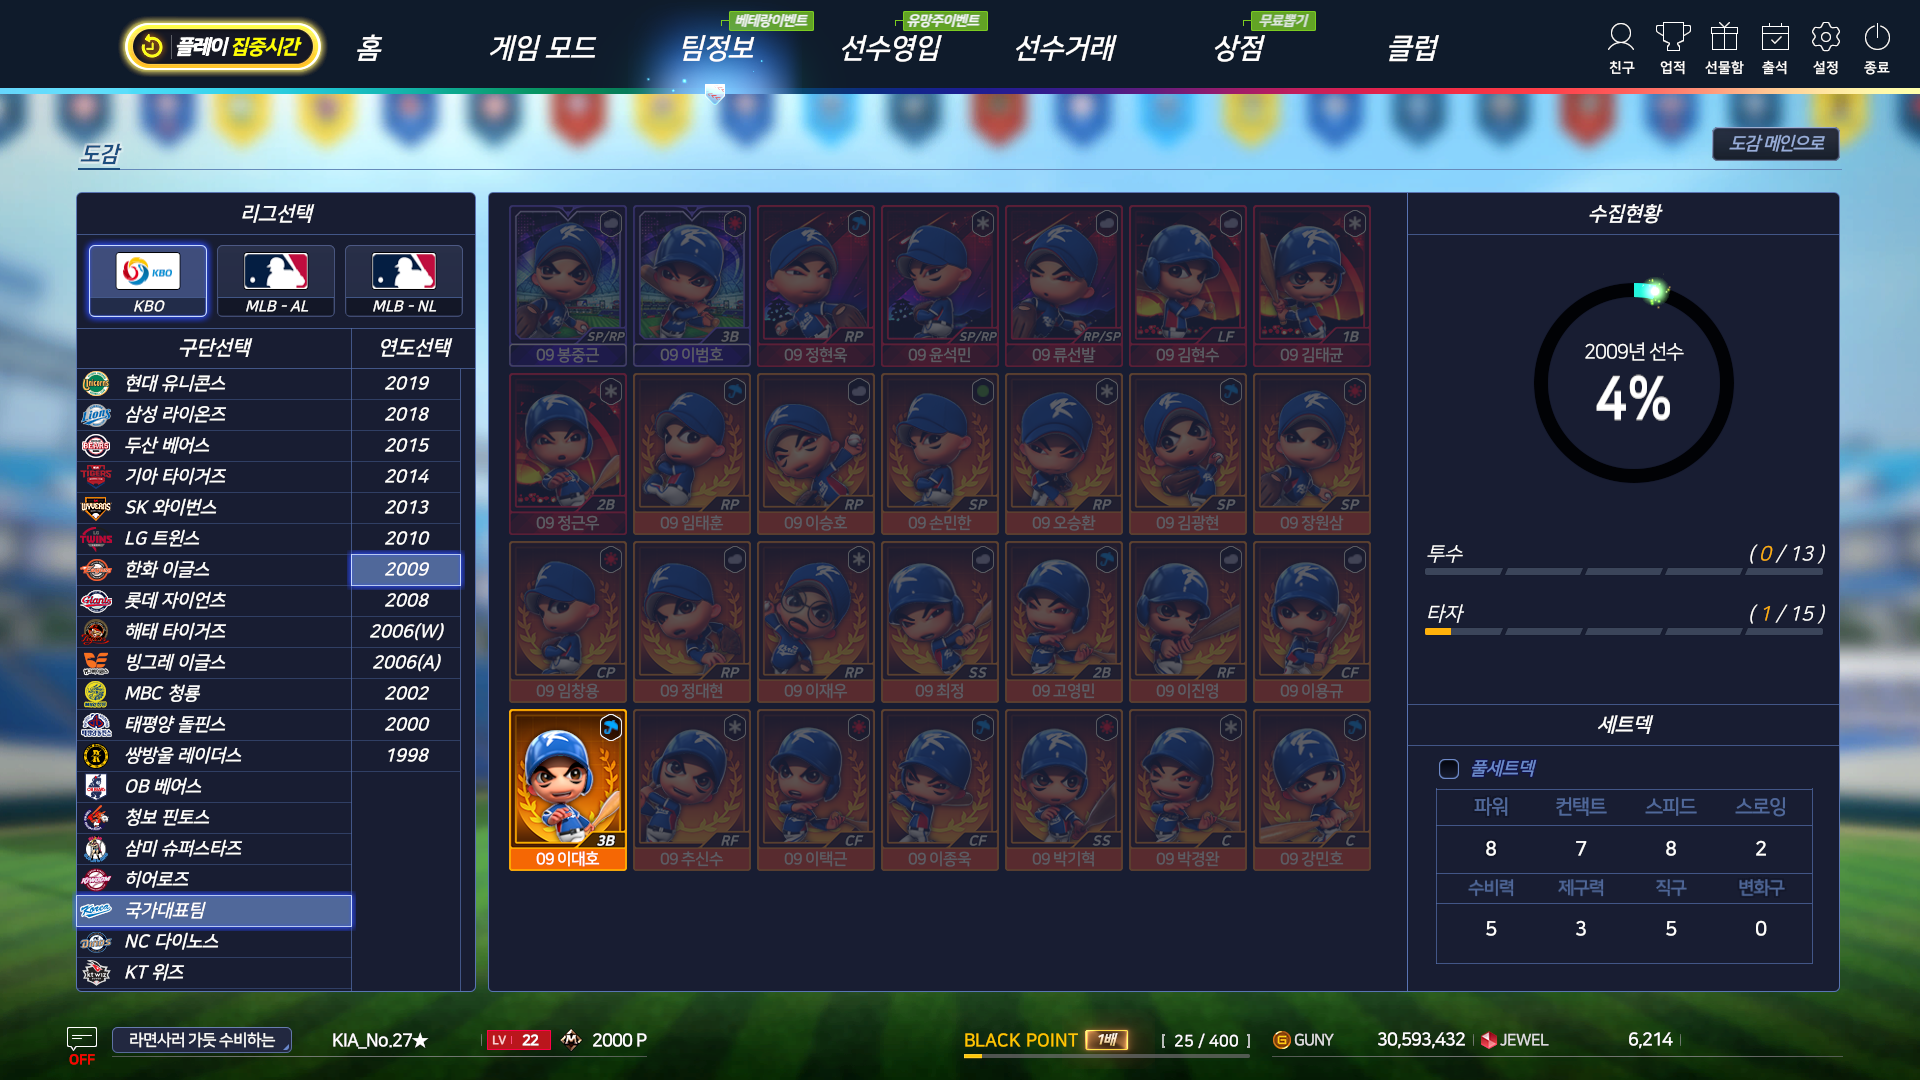 베테랑이벤트
유망주이벤트
무료뽑기
플레이 집중시간
홈
게임 모드
팀정보
선수영입
선수거래
상점
클럽
친구
업적
선물함
출석
설정
종료
도감
도감 메인으로
리그선택
KBO
KBO
MLB - AL
MLB - NL
구단선택
연도선택
현대 유니콘스
삼성 라이온즈
두산 베어스
기아 타이거즈
SK 와이번스
LG 트윈스
한화 이글스
롯데 자이언츠
해태 타이거즈
빙그레 이글스
MBC 청룡
태평양 돌핀스
쌍방울 레이더스
OB 베어스
청보 핀토스
삼미 슈퍼스타즈
히어로즈
국가대표팀
NC 다이노스
KT 위즈
2019
2018
2015
2014
2013
2010
2009
2008
2006(W)
2006(A)
2002
2000
1998
SP/RP
3B
RP
SP/RP
RP/SP
LF
1B
09 봉중근
09 이범호
09 정현욱
09 윤석민
09 류선발
09 김현수
09 김태균
2B
RP
RP
SP
RP
SP
SP
09 정근우
09 임태훈
09 이승호
09 손민한
09 오승환
09 김광현
09 장원삼
CP
RP
RP
SS
2B
RF
CF
09 임창용
09 정대현
09 이재우
09 최정
09 고영민
09 이진영
09 이용규
3B
RF
CF
CF
SS
C
C
09 이대호
09 추신수
09 이택근
09 이종욱
09 박기혁
09 박경완
09 강민호
수집현황
2009년 선수
4%
투수
( 0 / 13 )
타자
( 1 / 15 )
세트덱
풀세트덱
파워 컨택트 스피드 스로잉
8 7 8 2
수비력 제구력 직구 변화구
5 3 5 0
OFF
라면사러 가듯 수비하는
KIA_No.27★
LV 22
2000 P
BLACK POINT
1배
[ 25 / 400 ]
GUNY
30,593,432
JEWEL
6,214